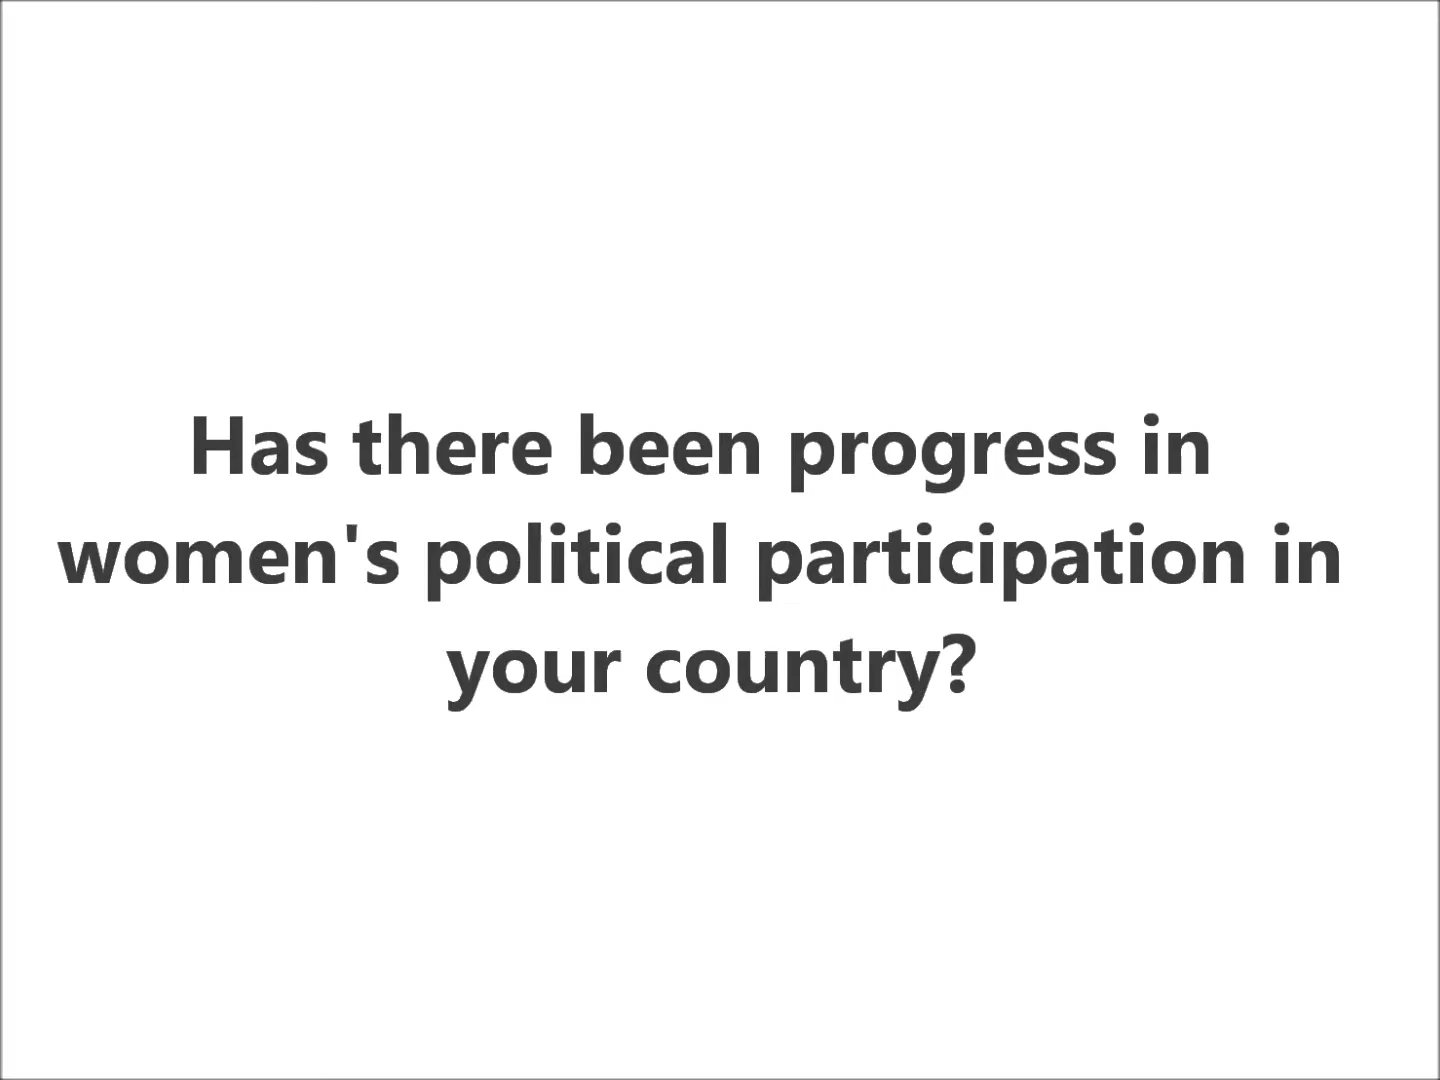 Has there been progress in
women's political participation in
your country?